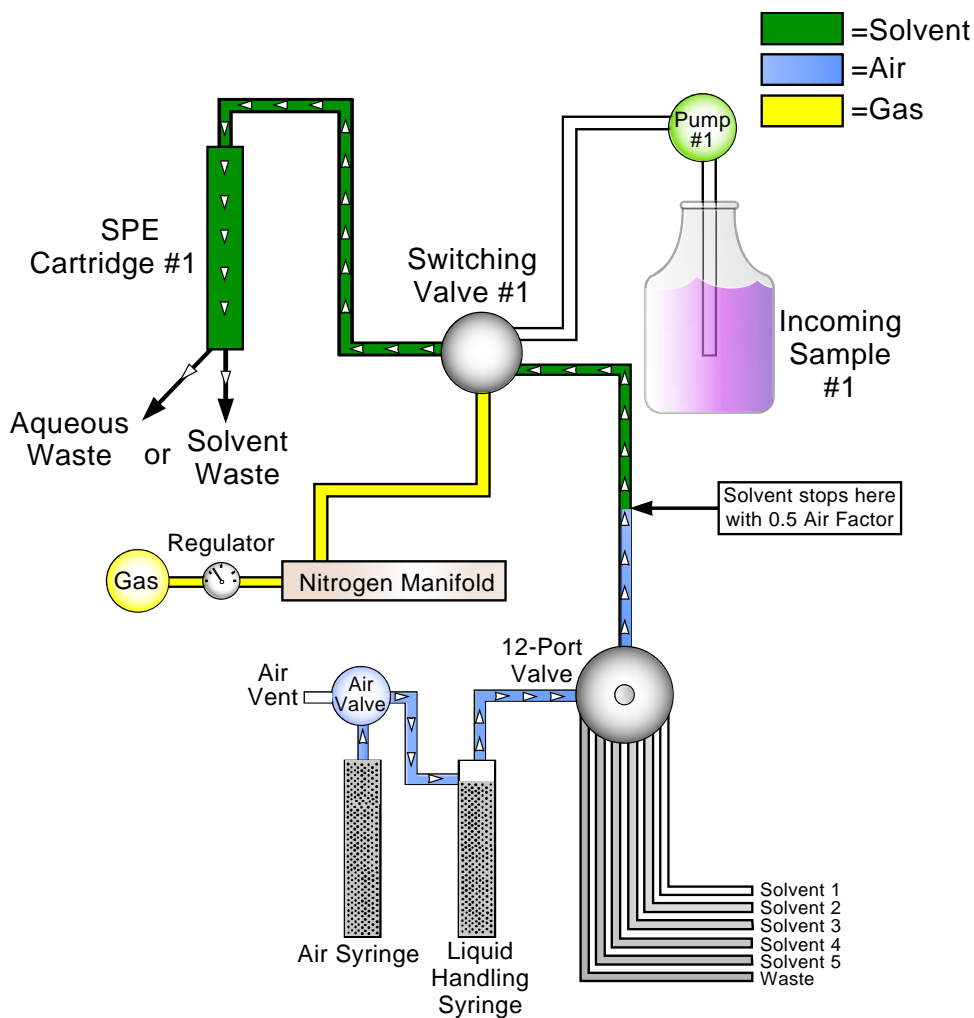 =Solvent
=Air
=Gas
Pump
#1
SPE
Cartridge #1
Switching
Valve #1
Incoming
Sample
#1
Aqueous
Waste
or
Solvent
Waste
Solvent stops here
with 0.5 Air Factor
Regulator
Gas
Nitrogen Manifold
12-Port
Valve
Air
Vent
Air
Valve
Solvent 1
Solvent 2
Solvent 3
Solvent 4
Solvent 5
Waste
Air Syringe
Liquid
Handling
Syringe